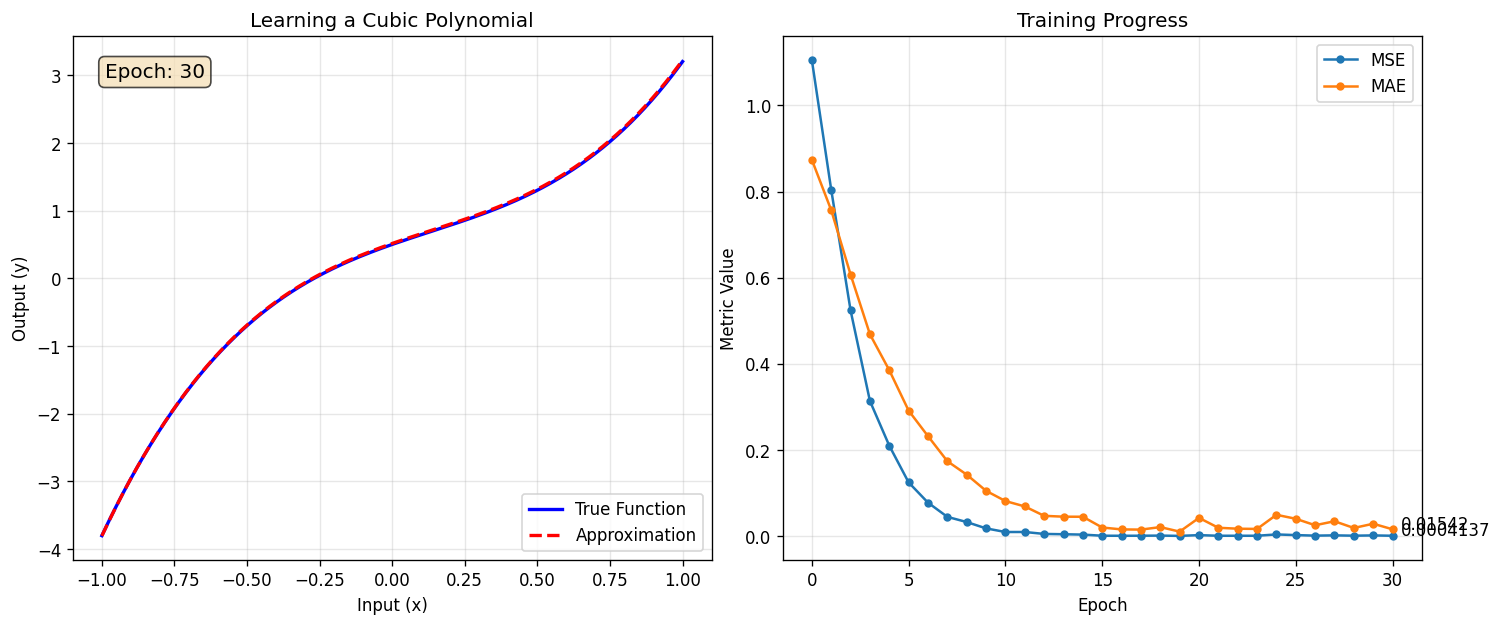 Learning a Cubic Polynomial
Epoch: 30
3
2
1
0
−1
−2
−3
−4
Output (y)
True Function
Approximation
−1.00 −0.75 −0.50 −0.25 0.00 0.25 0.50 0.75 1.00
Input (x)
Training Progress
MSE
MAE
1.0
0.8
0.6
0.4
0.2
0.0
Metric Value
0.01542
0.0004137
0 5 10 15 20 25 30
Epoch